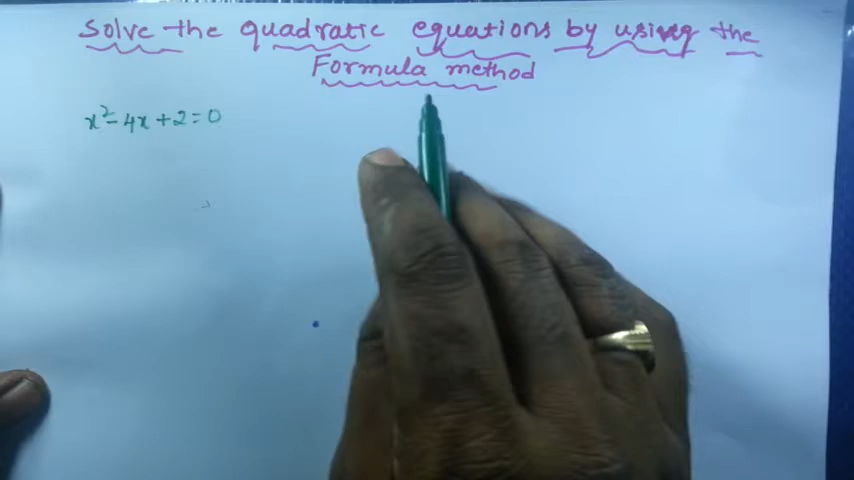 Solve the quadratic equations by using the
Formula method
x² - 4x + 2 = 0